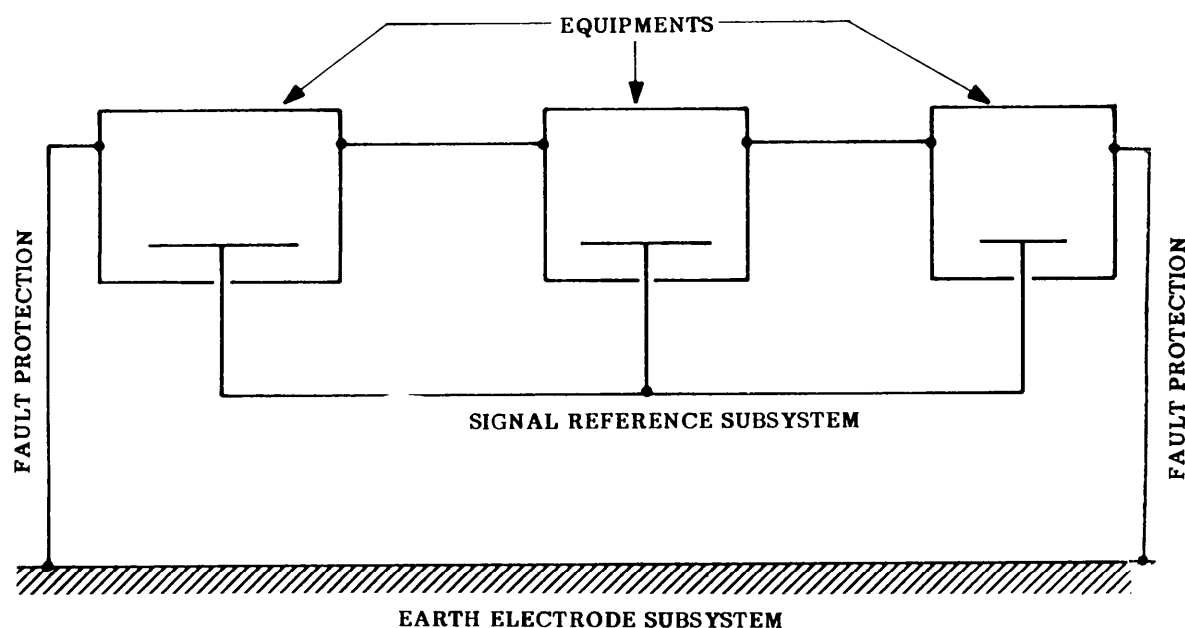 EQUIPMENTS
FAULT PROTECTION
FAULT PROTECTION
SIGNAL REFERENCE SUBSYSTEM
EARTH ELECTRODE SUBSYSTEM